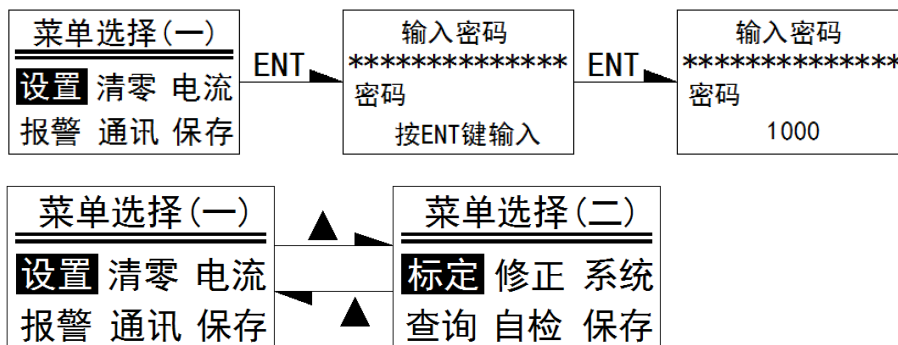 菜单选择(一)
设置 清零 电流
报警 通讯 保存
ENT
输入密码
**************
密码
按ENT键输入
ENT
输入密码
**************
密码
1000
菜单选择(一)
设置 清零 电流
报警 通讯 保存
▲
▲
菜单选择(二)
标定 修正 系统
查询 自检 保存